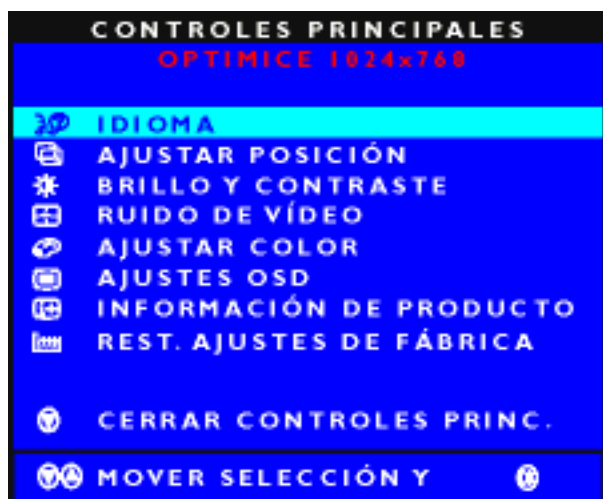 CONTROLES PRINCIPALES
OPTIMICE 1024x768
IDIOMA
AJUSTAR POSICIÓN
BRILLO Y CONTRASTE
RUIDO DE VÍDEO
AJUSTAR COLOR
AJUSTES OSD
INFORMACIÓN DE PRODUCTO
REST. AJUSTES DE FÁBRICA
CERRAR CONTROLES PRINC.
MOVER SELECCIÓN Y